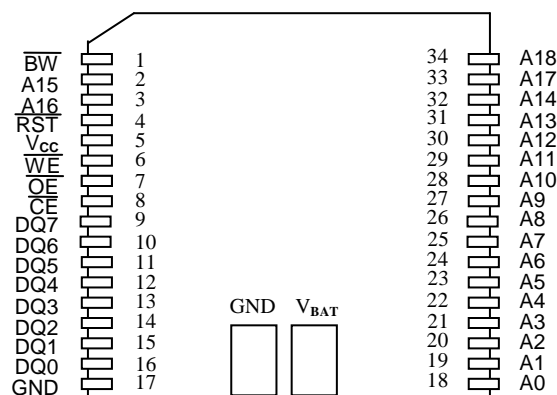 BW 1 34 A18
A15 2 33 A17
A16 3 32 A14
RST 4 31 A13
Vcc 5 30 A12
WE 6 29 A11
OE 7 28 A10
CE 8 27 A9
DQ7 9 26 A8
DQ6 10 25 A7
DQ5 11 24 A6
DQ4 12 23 A5
DQ3 13 22 A4
DQ2 14 21 A3
DQ1 15 20 A2
DQ0 16 19 A1
GND 17 18 A0
GND VBAT